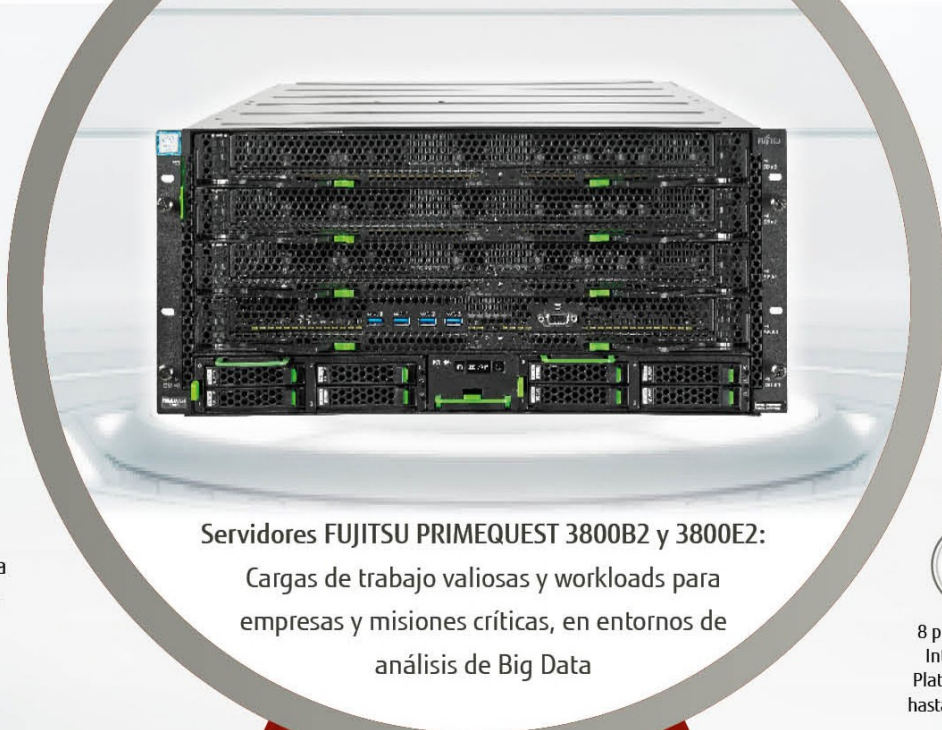 FUJITSU
Servidores FUJITSU PRIMEQUEST 3800B2 y 3800E2:
Cargas de trabajo valiosas y workloads para
empresas y misiones críticas, en entornos de
análisis de Big Data
a
8 p
Int
Plat
hasta